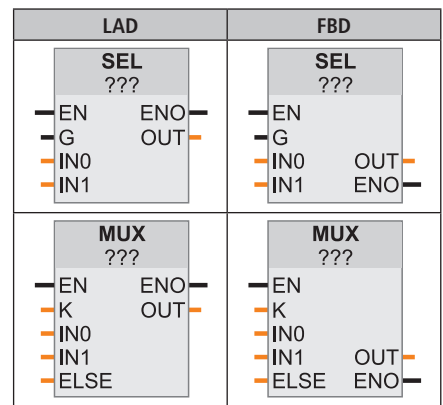 LAD FBD
SEL
???
EN ENO
G OUT
IN0
IN1
SEL
???
EN
G
IN0 OUT
IN1 ENO
MUX
???
EN ENO
K OUT
IN0
IN1
ELSE
MUX
???
EN
K
IN0
IN1 OUT
ELSE ENO